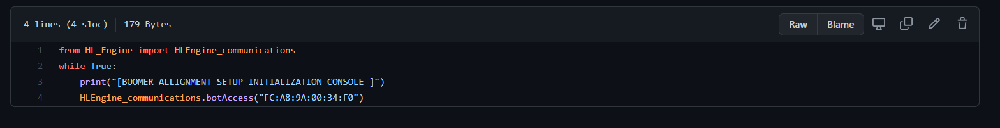 4 lines (4 sloc) 179 Bytes Raw Blame
1 from HL_Engine import HLEngine_communications
2 while True:
3     print("[BOOMER ALLIGNMENT SETUP INITIALIZATION CONSOLE ]")
4     HLEngine_communications.botAccess("FC:A8:9A:00:34:F0")